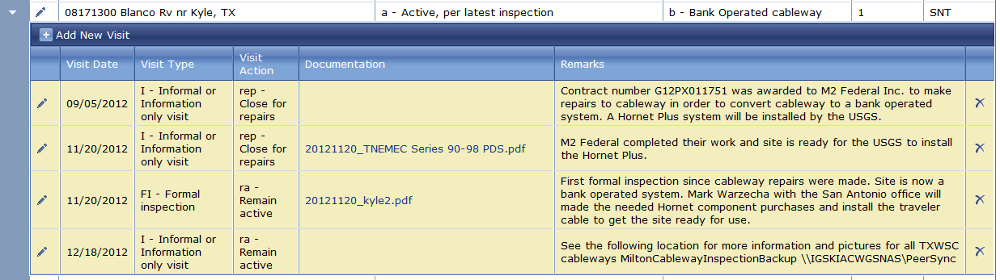 08171300 Blanco Rv nr Kyle, TX a - Active, per latest inspection b - Bank Operated cableway 1 SNT
Add New Visit
Visit Date Visit Type Visit Action Documentation Remarks
09/05/2012
I - Informal or
Information
only visit
rep -
Close for
repairs
Contract number G12PX011751 was awarded to M2 Federal Inc. to make
repairs to cableway in order to convert cableway to a bank operated
system. A Hornet Plus system will be installed by the USGS.
11/20/2012
I - Informal or
Information
only visit
rep -
Close for
repairs
20121120_TNEMEC Series 90-98 PDS.pdf
M2 Federal completed their work and site is ready for the USGS to install
the Hornet Plus.
11/20/2012
FI - Formal
inspection
ra -
Remain
active
20121120_kyle2.pdf
First formal inspection since cableway repairs were made. Site is now a
bank operated system. Mark Warzecha with the San Antonio office will
made the needed Hornet component purchases and install the traveler
cable to get the site ready for use.
12/18/2012
I - Informal or
Information
only visit
ra -
Remain
active
See the following location for more information and pictures for all TXWSC
cableways MiltonCablewayInspectionBackup \\IGSKIACWGSNAS\PeerSync